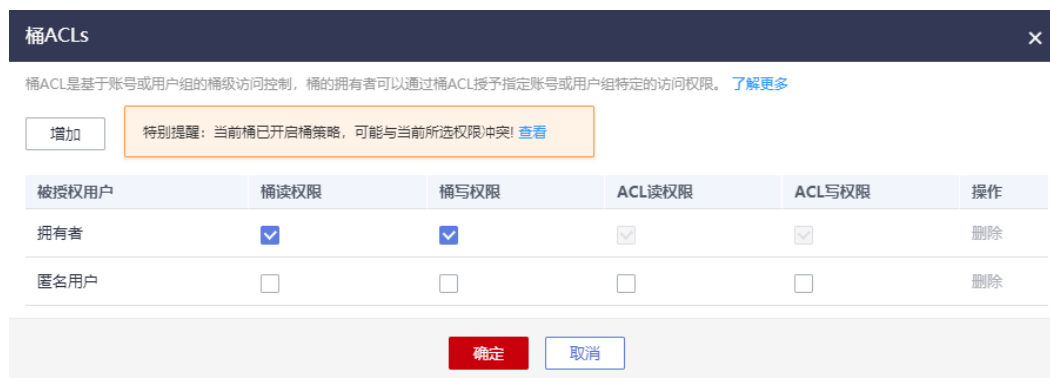 桶ACLs
桶ACL是基于账号或用户组的桶级访问控制，桶的拥有者可以通过桶ACL授予指定账号或用户组特定的访问权限。 了解更多
增加 特别提醒：当前桶已开启桶策略，可能与当前所选权限冲突! 查看
被授权用户 桶读权限 桶写权限 ACL读权限 ACL写权限 操作
拥有者 删除
匿名用户 删除
确定 取消